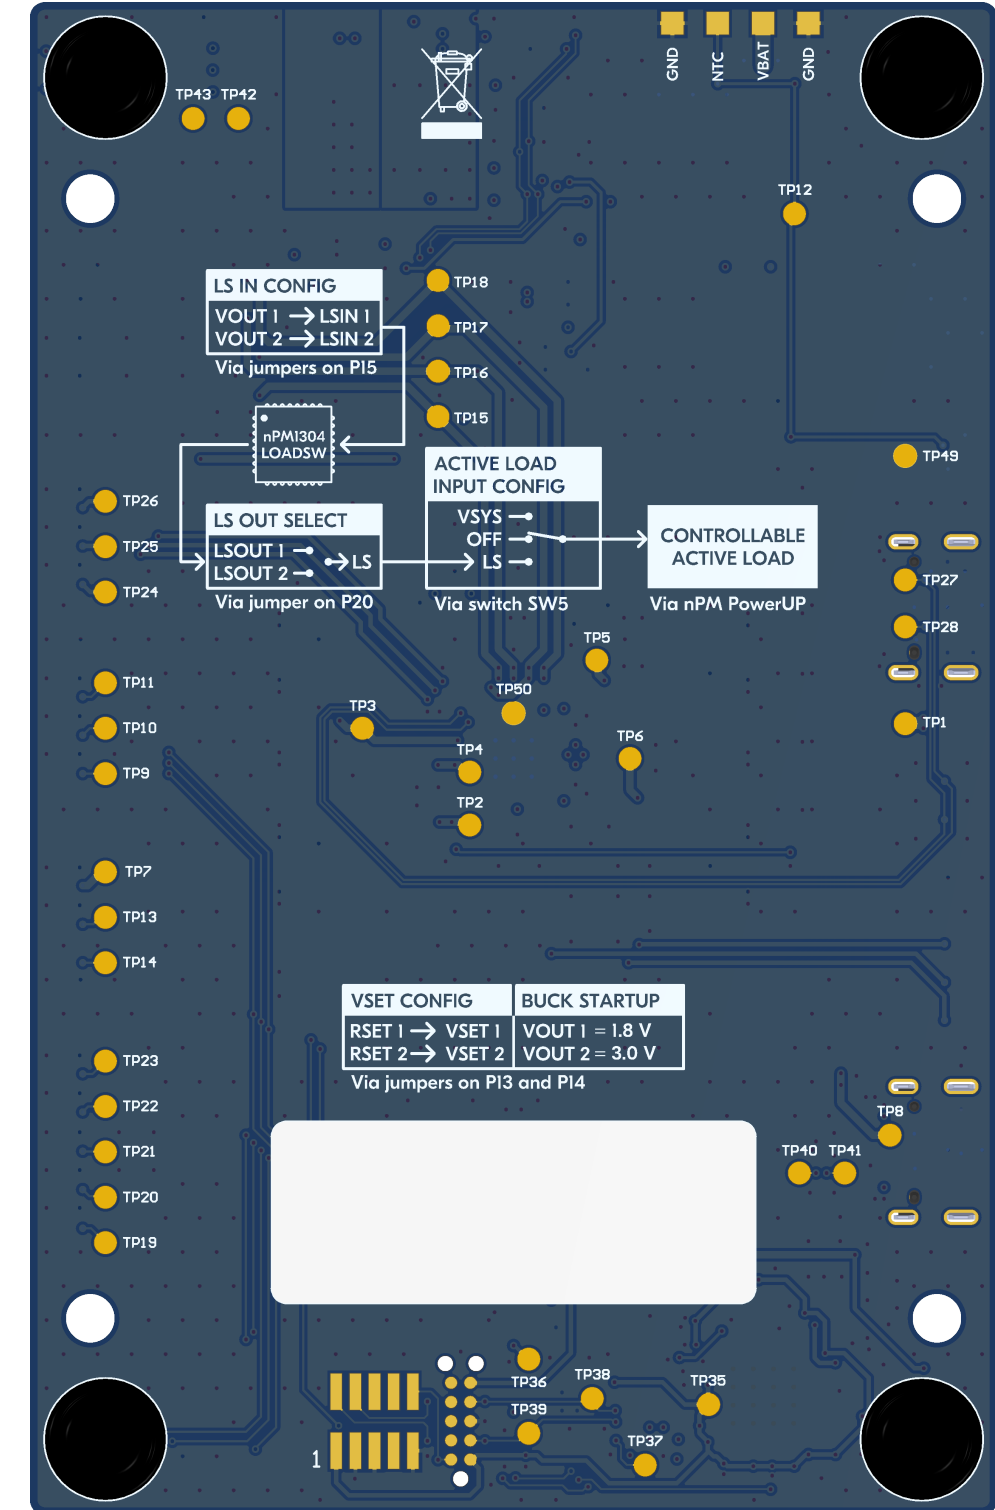 GND
NTC
VBAT
GND
TP43 TP42
TP12
LS IN CONFIG
VOUT 1 → LSIN 1
VOUT 2 → LSIN 2
Via jumpers on P15
TP18
TP17
TP16
TP15
nPM1304
LOADSW
TP49
ACTIVE LOAD
INPUT CONFIG
VSYS
OFF
LS
Via switch SW5
LS OUT SELECT
LSOUT 1
LSOUT 2
LS
Via jumper on P20
CONTROLLABLE
ACTIVE LOAD
Via nPM PowerUP
TP26
TP25
TP24
TP27
TP28
TP5
TP11
TP50
TP3
TP10
TP1
TP6
TP4
TP9
TP2
TP7
TP13
TP14
VSET CONFIG
BUCK STARTUP
RSET 1 → VSET 1
VOUT 1 = 1.8 V
RSET 2 → VSET 2
VOUT 2 = 3.0 V
Via jumpers on P13 and P14
TP23
TP22
TP8
TP21
TP40 TP41
TP20
TP19
TP36
TP38
TP35
TP39
TP37
1